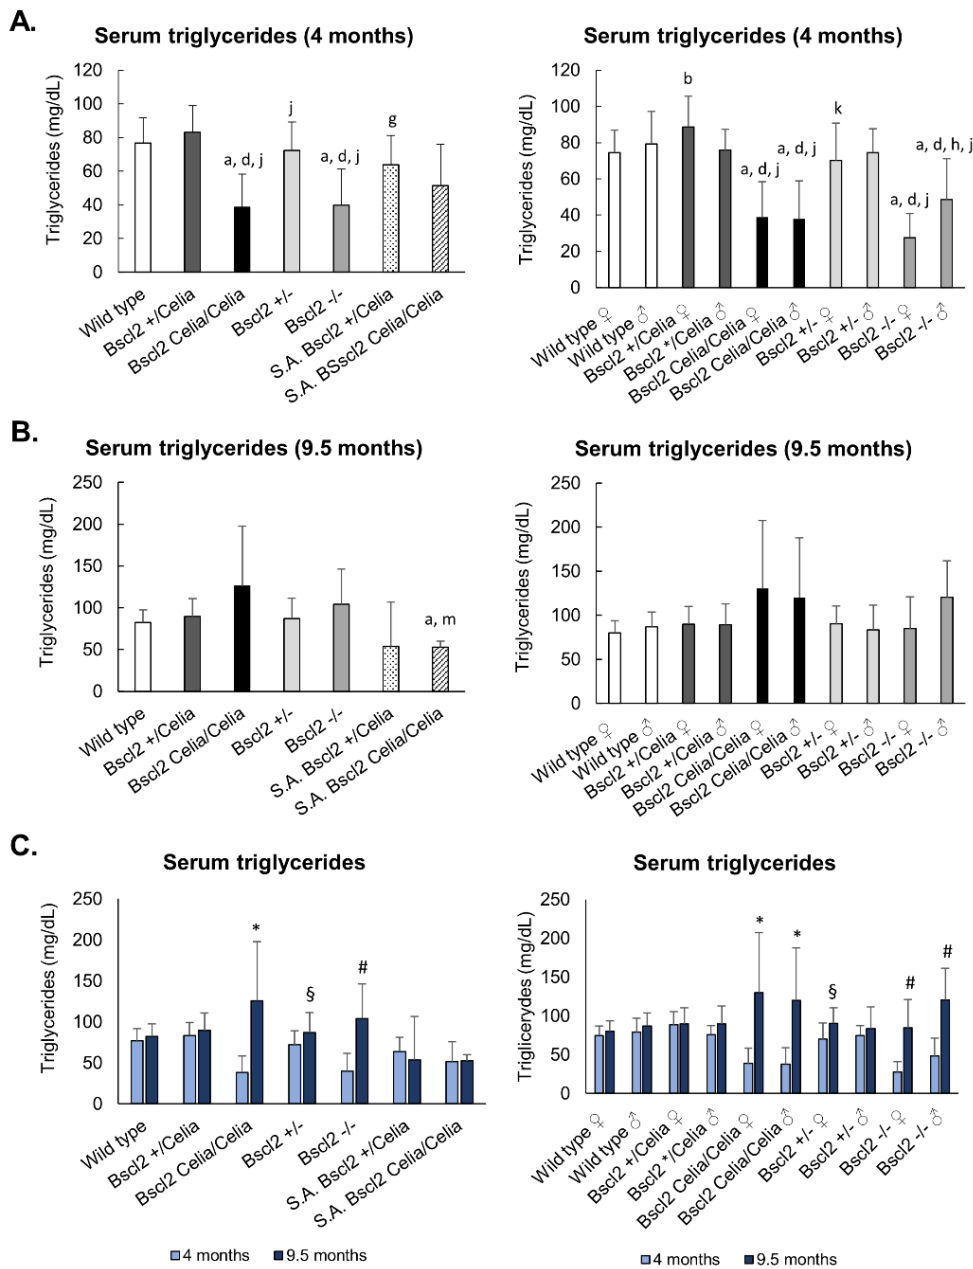 A.
Serum triglycerides (4 months)
Triglycerides (mg/dL)
120
100
80
60
40
20
0
a, d, j
j
a, d, j
g
Wild type
Bscl2 +/Celia
Bscl2 Celia/Celia
Bscl2 +/-
Bscl2 -/-
S.A. Bscl2 +/Celia
S.A. BSscl2 Celia/Celia
Serum triglycerides (4 months)
Triglycerides (mg/dL)
120
100
80
60
40
20
0
b
a, d, j
a, d, j
k
a, d, j
a, d, h, j
Wild type ♀
Wild type ♂
Bscl2 +/Celia ♀
Bscl2 */Celia ♂
Bscl2 Celia/Celia ♀
Bscl2 Celia/Celia ♂
Bscl2 +/- ♀
Bscl2 +/- ♂
Bscl2 -/- ♀
Bscl2 -/- ♂
B.
Serum triglycerides (9.5 months)
Triglycerides (mg/dL)
250
200
150
100
50
0
a, m
Wild type
Bscl2 +/Celia
Bscl2 Celia/Celia
Bscl2 +/-
Bscl2 -/-
S.A. Bscl2 +/Celia
S.A. Bscl2 Celia/Celia
Serum triglycerides (9.5 months)
Triglycerides (mg/dL)
250
200
150
100
50
0
Wild type ♀
Wild type ♂
Bscl2 +/Celia ♀
Bscl2 +/Celia ♂
Bscl2 Celia/Celia ♀
Bscl2 Celia/Celia ♂
Bscl2 +/- ♀
Bscl2 +/- ♂
Bscl2 -/- ♀
Bscl2 -/- ♂
C.
Serum triglycerides
Triglycerides (mg/dL)
250
200
150
100
50
0
*
§
#
Wild type
Bscl2 +/Celia
Bscl2 Celia/Celia
Bscl2 +/-
Bscl2 -/-
S.A. Bscl2 +/Celia
S.A. Bscl2 Celia/Celia
4 months
9.5 months
Serum triglycerides
Triglicerydes (mg/dL)
250
200
150
100
50
0
*
*
§
#
#
Wild type ♀
Wild type ♂
Bscl2 +/Celia ♀
Bscl2 */Celia ♂
Bscl2 Celia/Celia ♀
Bscl2 Celia/Celia ♂
Bscl2 +/- ♀
Bscl2 +/- ♂
Bscl2 -/- ♀
Bscl2 -/- ♂
4 months
9.5 months